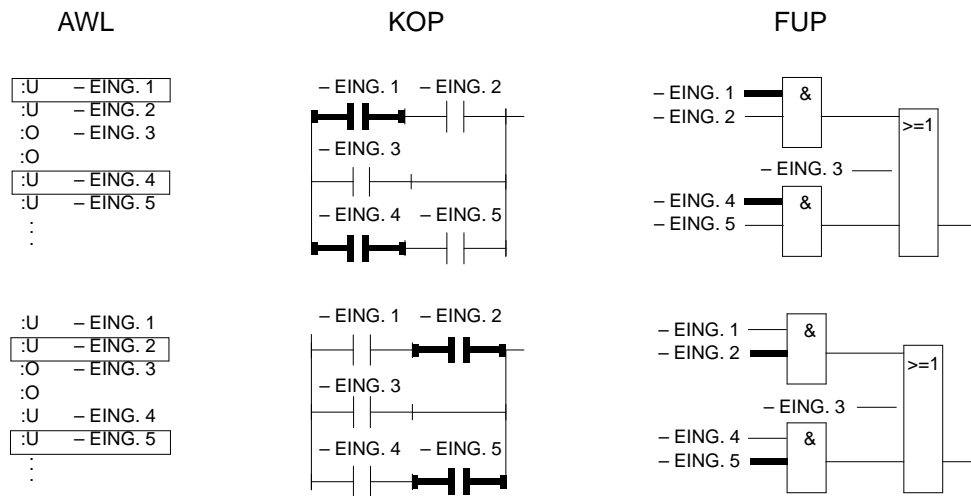 AWL
KOP
FUP
:U – EING. 1
:U – EING. 2
:O – EING. 3
:O
:U – EING. 4
:U – EING. 5
:
:
– EING. 1 – EING. 2
– EING. 3
– EING. 4 – EING. 5
– EING. 1
– EING. 2
&
>=1
– EING. 3
– EING. 4
– EING. 5
&
:U – EING. 1
:U – EING. 2
:O – EING. 3
:O
:U – EING. 4
:U – EING. 5
:
:
– EING. 1 – EING. 2
– EING. 3
– EING. 4 – EING. 5
– EING. 1
– EING. 2
&
>=1
– EING. 3
– EING. 4
– EING. 5
&